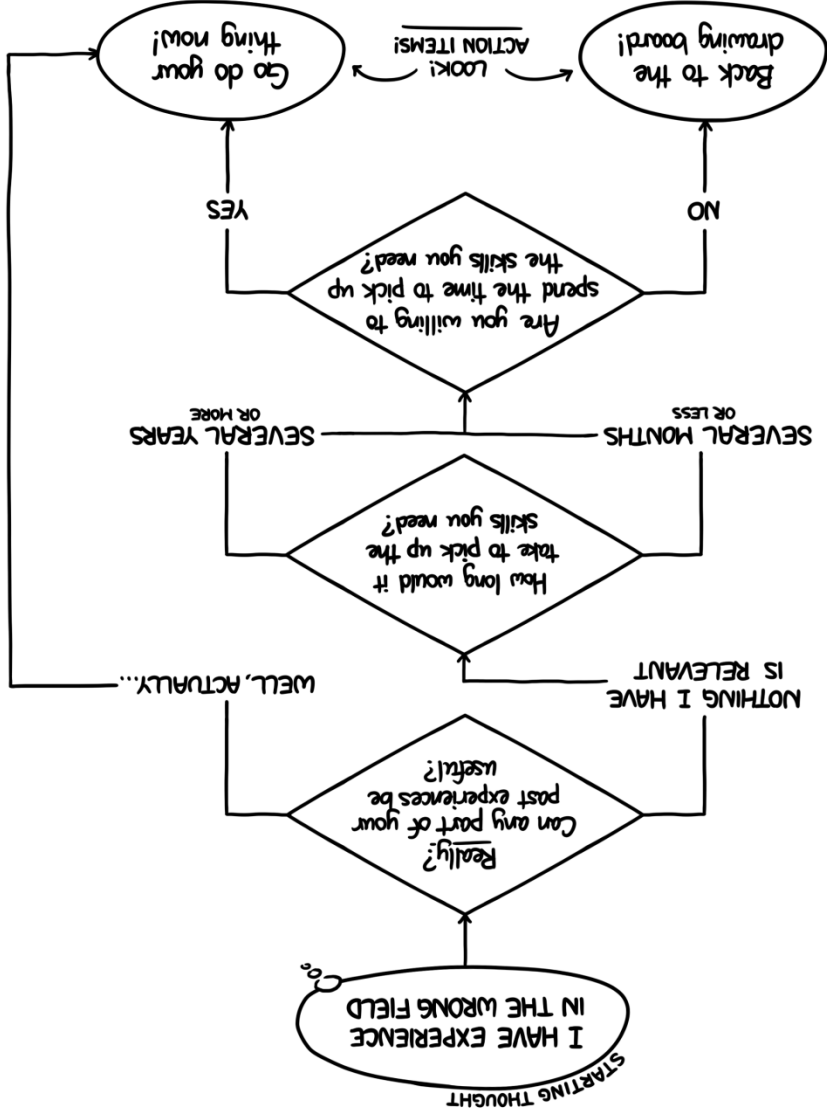 STARTING THOUGHT
I HAVE EXPERIENCE
IN THE WRONG FIELD
Really?
Can any part of your
past experiences be
useful?
NOTHING I HAVE
IS RELEVANT
WELL, ACTUALLY...
How long would it
take to pick up the
skills you need?
SEVERAL MONTHS
OR LESS
SEVERAL YEARS
OR MORE
Are you willing to
spend the time to pick up
the skills you need?
NO
YES
Back to the
drawing board!
LOOK!
ACTION ITEMS!
Go do your
thing now!